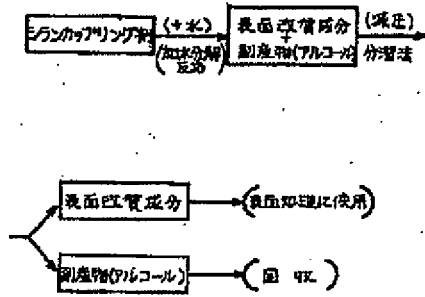 シランカップリング剤
(+水)
(加水分解反応)
表面改質成分
+
副産物(アルコール)
(減圧)
分溜法
表面改質成分
(表面処理に使用)
副産物(アルコール)
(回収)